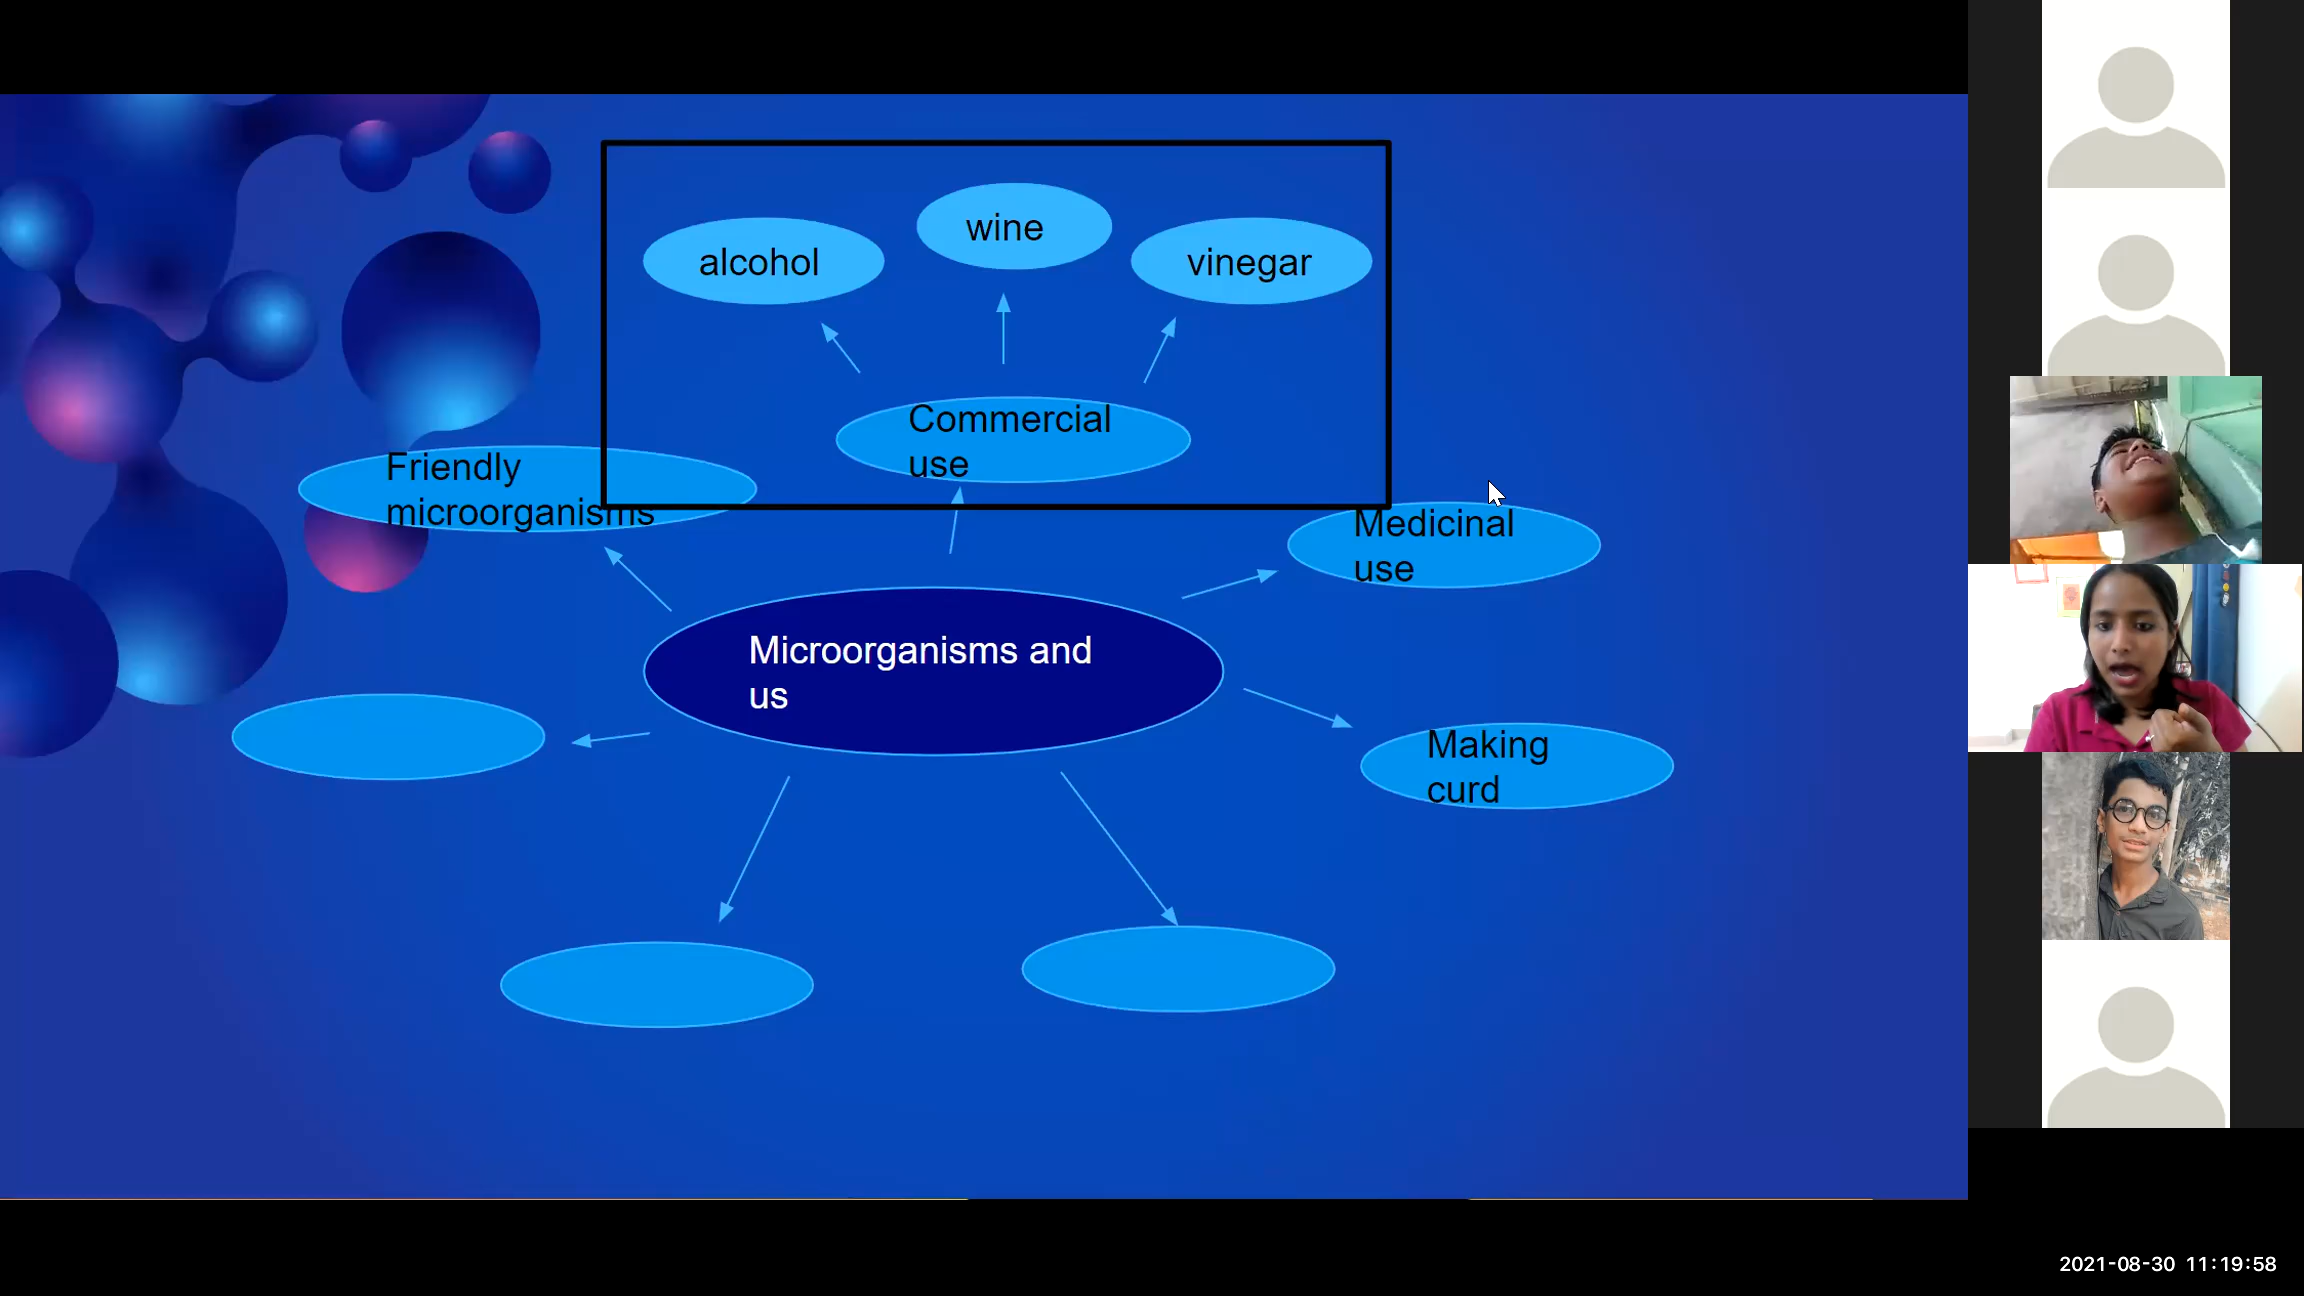 wine
alcohol
vinegar
Commercial
use
Friendly
microorganisms
Medicinal
use
Microorganisms and
us
Making
curd
2021-08-30 11:19:58